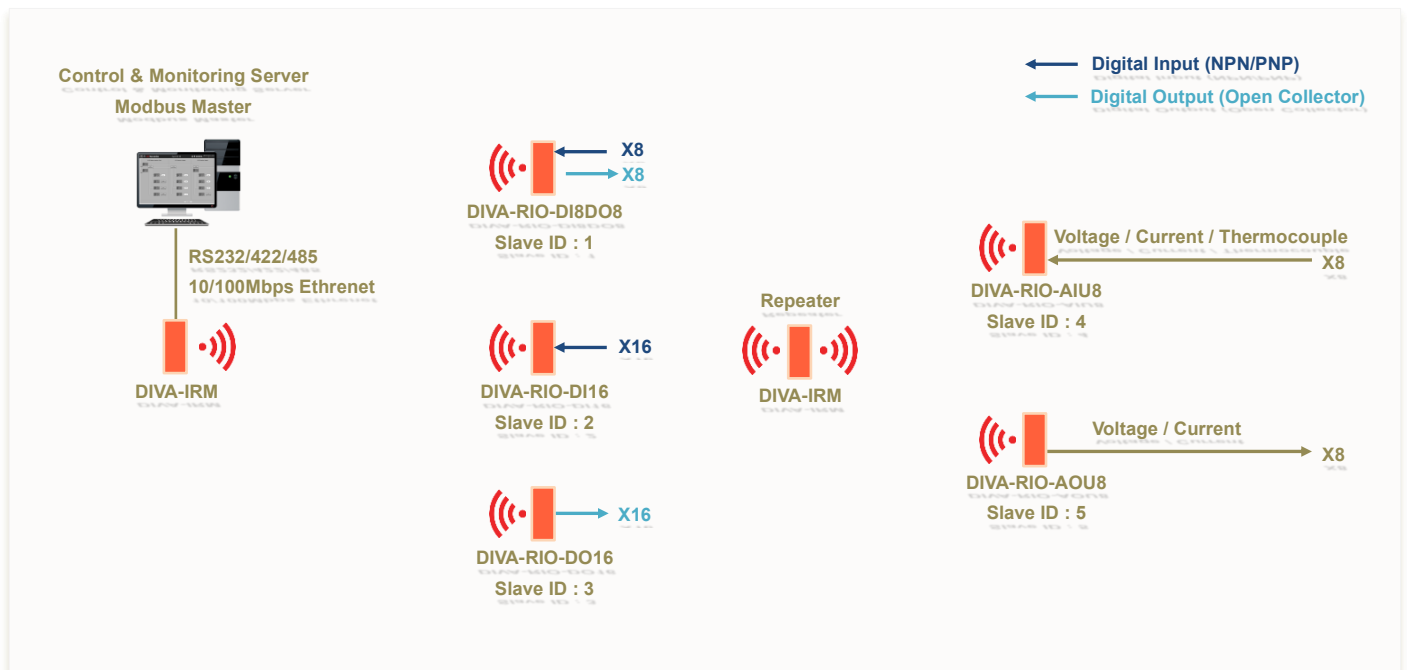 Control & Monitoring Server
Modbus Master
RS232/422/485
10/100Mbps Ethrenet
DIVA-IRM
X8
X8
DIVA-RIO-DI8DO8
Slave ID : 1
X16
DIVA-RIO-DI16
Slave ID : 2
X16
DIVA-RIO-DO16
Slave ID : 3
Repeater
DIVA-IRM
Digital Input (NPN/PNP)
Digital Output (Open Collector)
Voltage / Current / Thermocouple
X8
DIVA-RIO-AIU8
Slave ID : 4
Voltage / Current
X8
DIVA-RIO-AOU8
Slave ID : 5